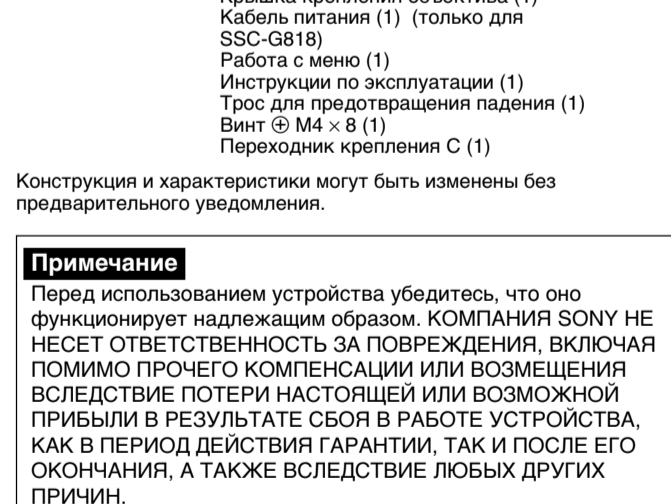 Крышка крепления объектива (1)
Кабель питания (1)  (только для
SSC-G818)
Работа с меню (1)
Инструкции по эксплуатации (1)
Трос для предотвращения падения (1)
Винт ⊕ M4 × 8 (1)
Переходник крепления C (1)
Конструкция и характеристики могут быть изменены без
предварительного уведомления.
Примечание
Перед использованием устройства убедитесь, что оно
функционирует надлежащим образом. КОМПАНИЯ SONY НЕ
НЕСЕТ ОТВЕТСТВЕННОСТЬ ЗА ПОВРЕЖДЕНИЯ, ВКЛЮЧАЯ
ПОМИМО ПРОЧЕГО КОМПЕНСАЦИИ ИЛИ ВОЗМЕЩЕНИЯ
ВСЛЕДСТВИЕ ПОТЕРИ НАСТОЯЩЕЙ ИЛИ ВОЗМОЖНОЙ
ПРИБЫЛИ В РЕЗУЛЬТАТЕ СБОЯ В РАБОТЕ УСТРОЙСТВА,
КАК В ПЕРИОД ДЕЙСТВИЯ ГАРАНТИИ, ТАК И ПОСЛЕ ЕГО
ОКОНЧАНИЯ, А ТАКЖЕ ВСЛЕДСТВИЕ ЛЮБЫХ ДРУГИХ
ПРИЧИН.